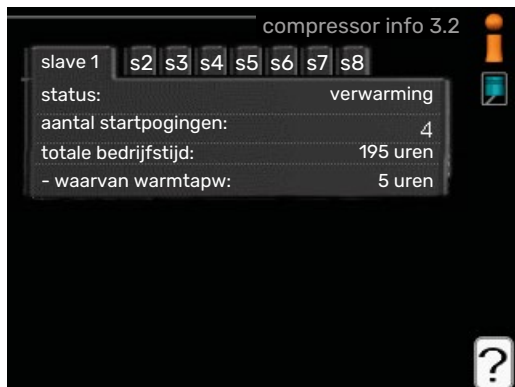 compressor info 3.2
slave 1 s2 s3 s4 s5 s6 s7 s8
status: verwarming
aantal startpogingen: 4
totale bedrijfstijd: 195 uren
- waarvan warmtapw: 5 uren
?